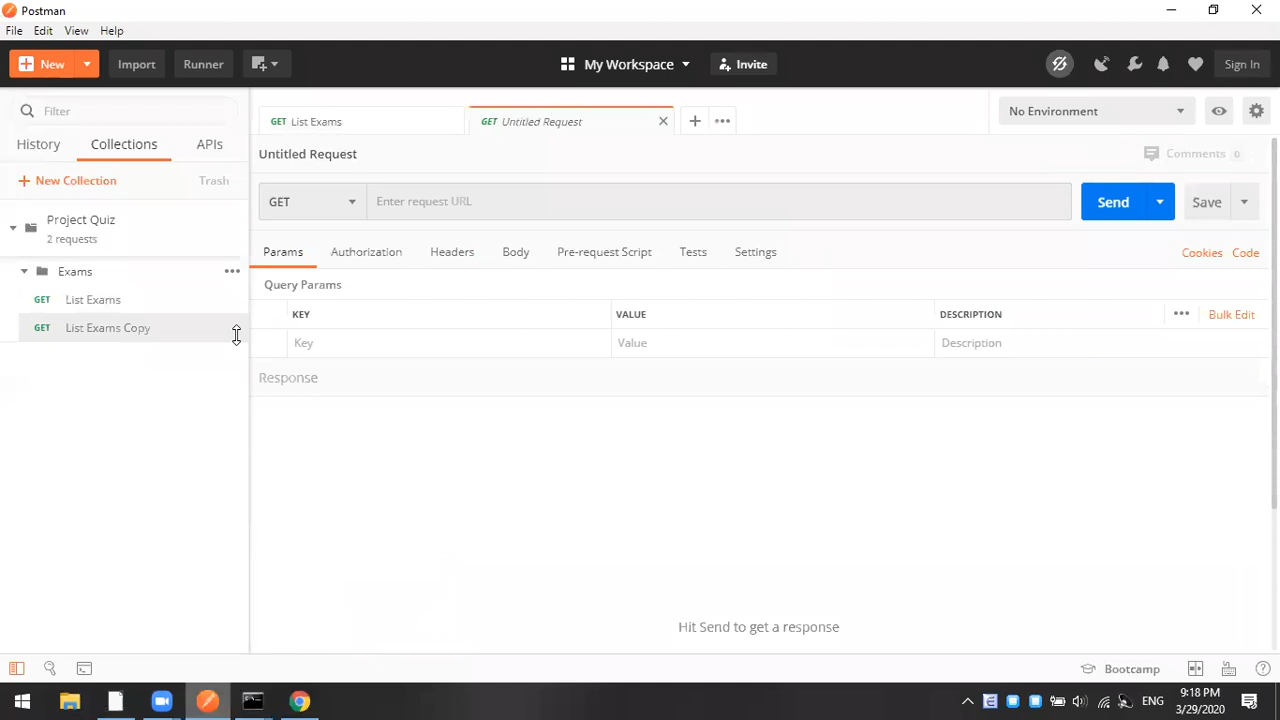 Postman
File Edit View Help
New Import Runner My Workspace Invite Sign In
Filter
History Collections APIs
New Collection Trash
Project Quiz
2 requests
Exams
GET List Exams
GET List Exams Copy
GET List Exams GET Untitled Request No Environment
Untitled Request Comments 0
GET Enter request URL Send Save
Params Authorization Headers Body Pre-request Script Tests Settings Cookies Code
Query Params
KEY VALUE DESCRIPTION Bulk Edit
Key Value Description
Response
Hit Send to get a response
Bootcamp
ENG 9:18 PM
3/29/2020